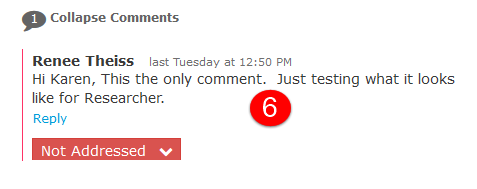 1 Collapse Comments
Renee Theiss last Tuesday at 12:50 PM
Hi Karen, This the only comment.  Just testing what it looks
like for Researcher.
6
Reply
Not Addressed